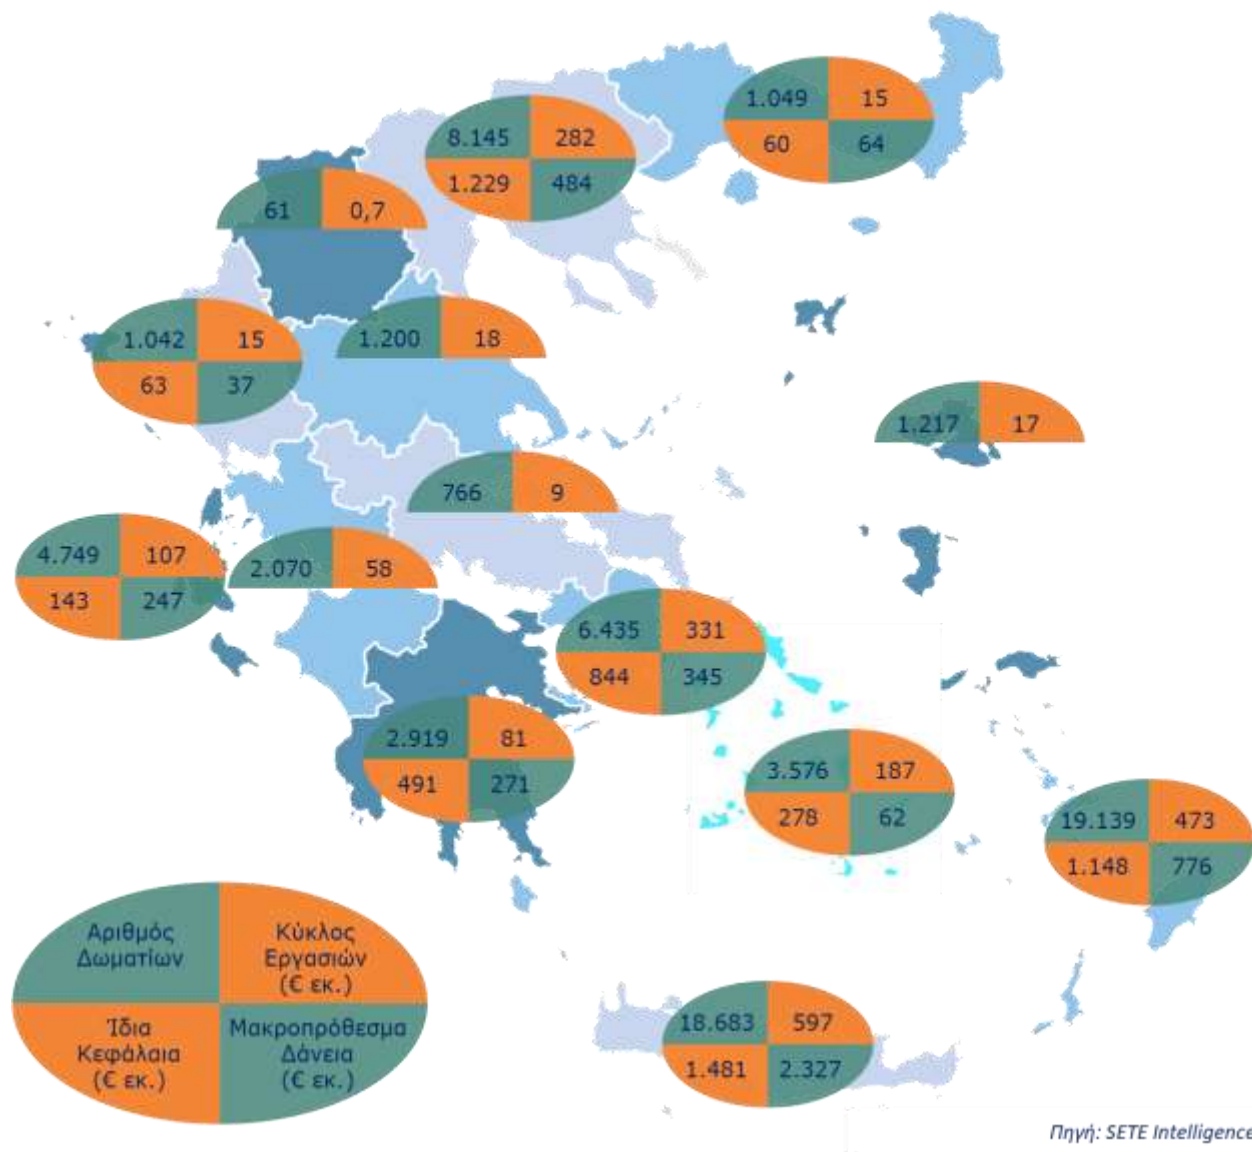 1.049 15
60 64
8.145 282
1.229 484
61 0,7
1.042 15
63 37
1.200 18
1.217 17
766 9
4.749 107
143 247
2.070 58
6.435 331
844 345
2.919 81
491 271
3.576 187
278 62
19.139 473
1.148 776
Αριθμός
Δωματίων
Κύκλος
Εργασιών
(€ εκ.)
Ίδια
Κεφάλαια
(€ εκ.)
Μακροπρόθεσμα
Δάνεια
(€ εκ.)
18.683 597
1.481 2.327
Πηγή: SETE Intelligence